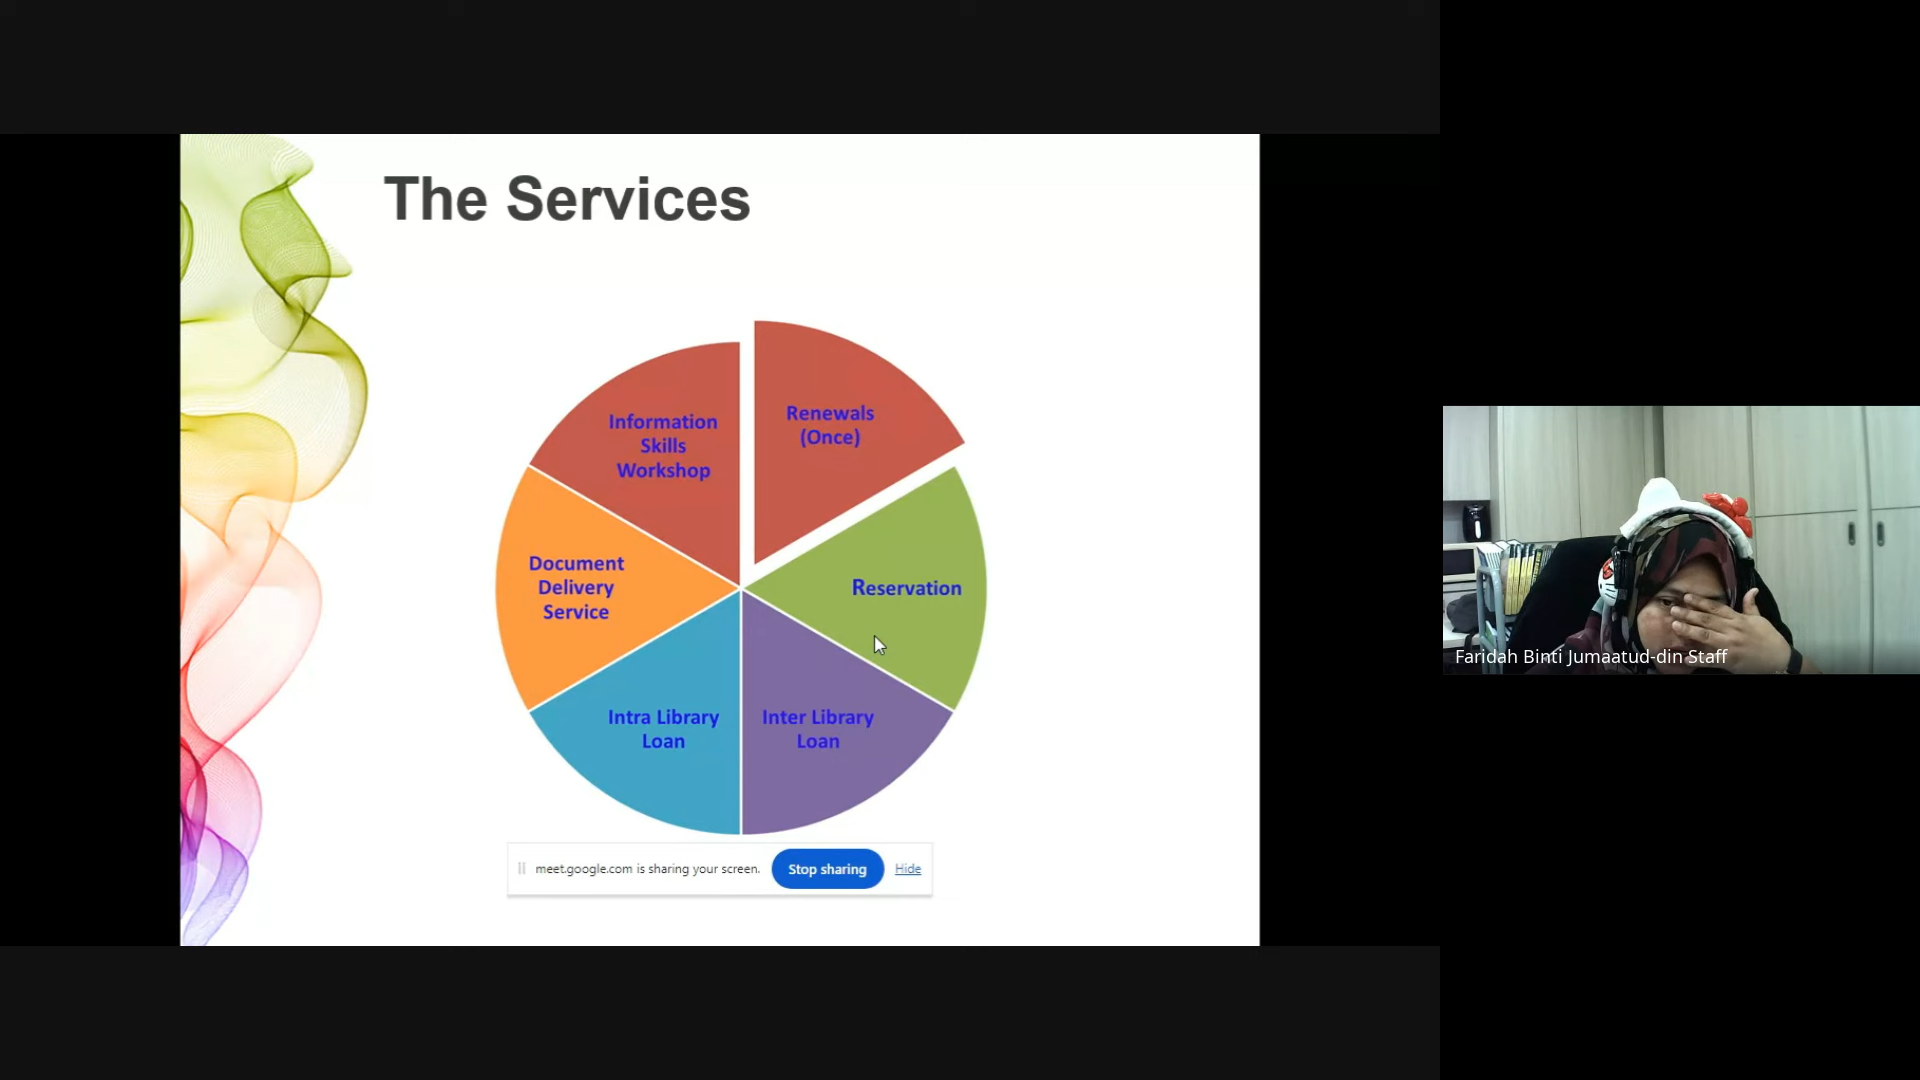 The Services
Renewals
(Once)
Information
Skills
Workshop
Document
Delivery
Service
Reservation
Intra Library
Loan
Inter Library
Loan
meet.google.com is sharing your screen.
Stop sharing
Hide
Faridah Binti Jumaatud-din Staff